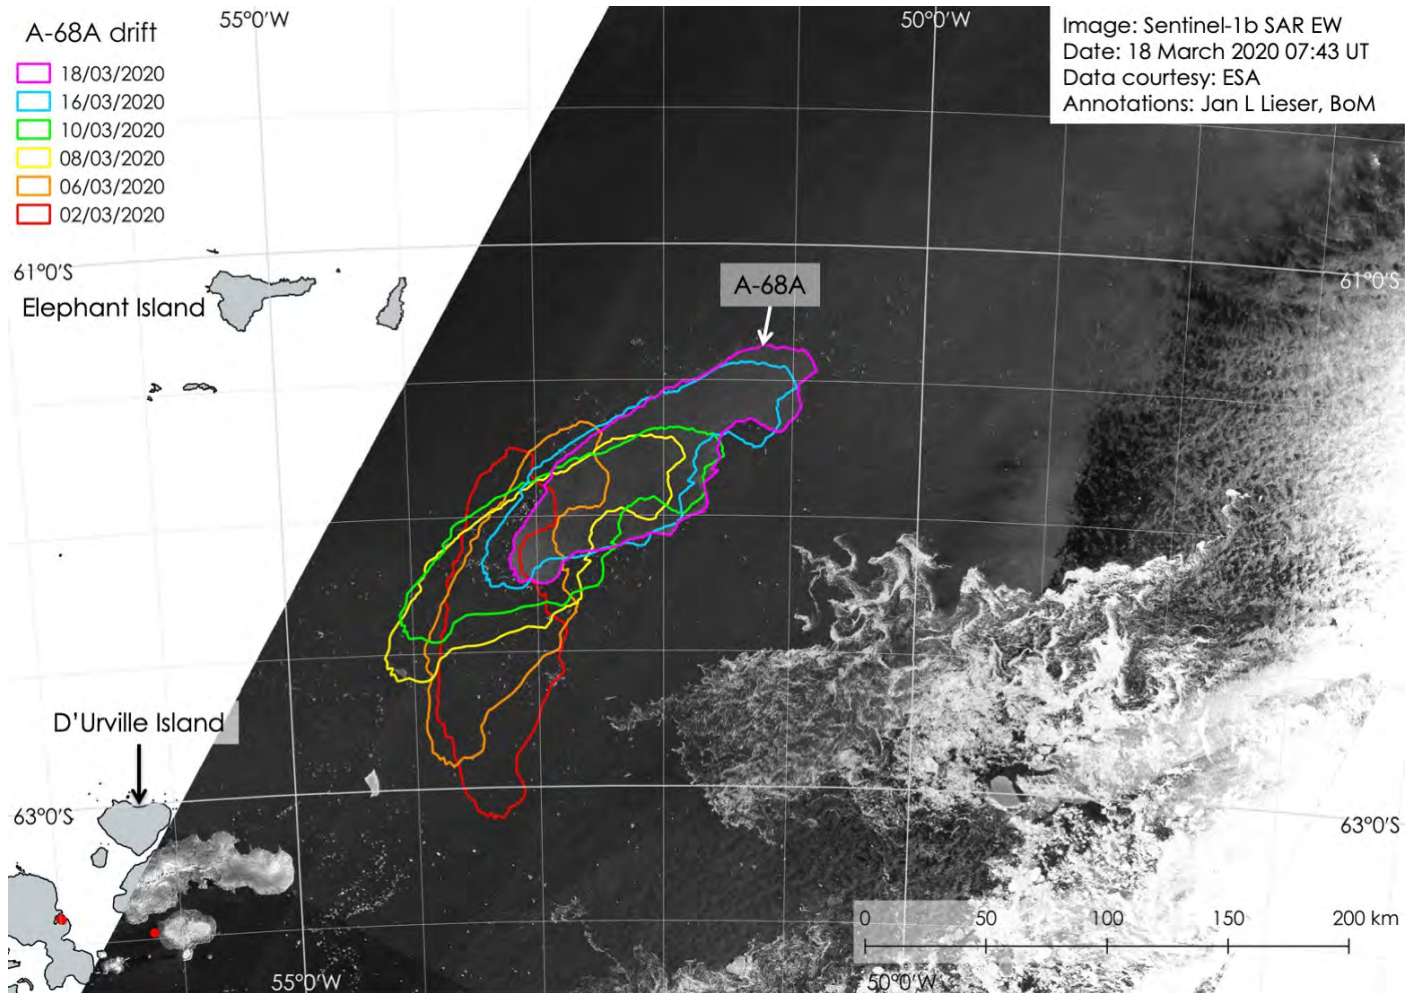 55°0'W
50°0'W
A-68A drift
18/03/2020
16/03/2020
10/03/2020
08/03/2020
06/03/2020
02/03/2020
Image: Sentinel-1b SAR EW
Date: 18 March 2020 07:43 UT
Data courtesy: ESA
Annotations: Jan L Lieser, BoM
61°0'S
61°0'S
Elephant Island
A-68A
D'Urville Island
63°0'S
63°0'S
0 50 100 150 200 km
55°0'W
50°0'W